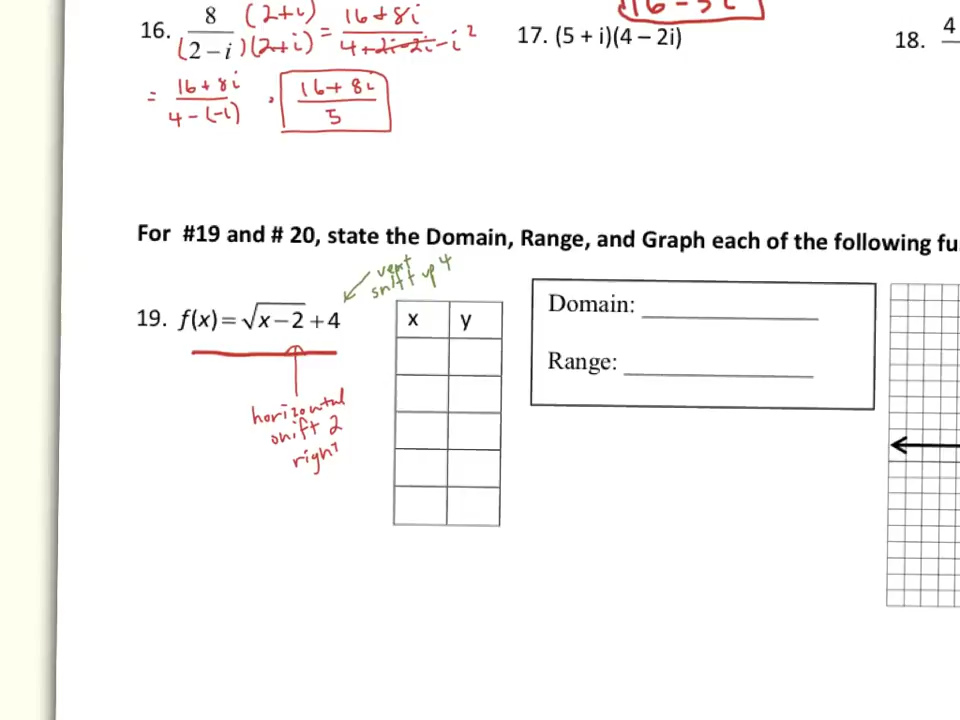 16. 8/(2 − i) (2+i)/(2+i) = (16+8i)/(4+2i-2i-i²)
17. (5 + i)(4 – 2i)
18. 4
= (16+8i)/(4-(-1)) . (16+8i)/5
For #19 and # 20, state the Domain, Range, and Graph each of the following fu
vert
shift up 4
19. f(x) = √x − 2 + 4
x y
Domain:
Range:
horizontal
shift 2
right